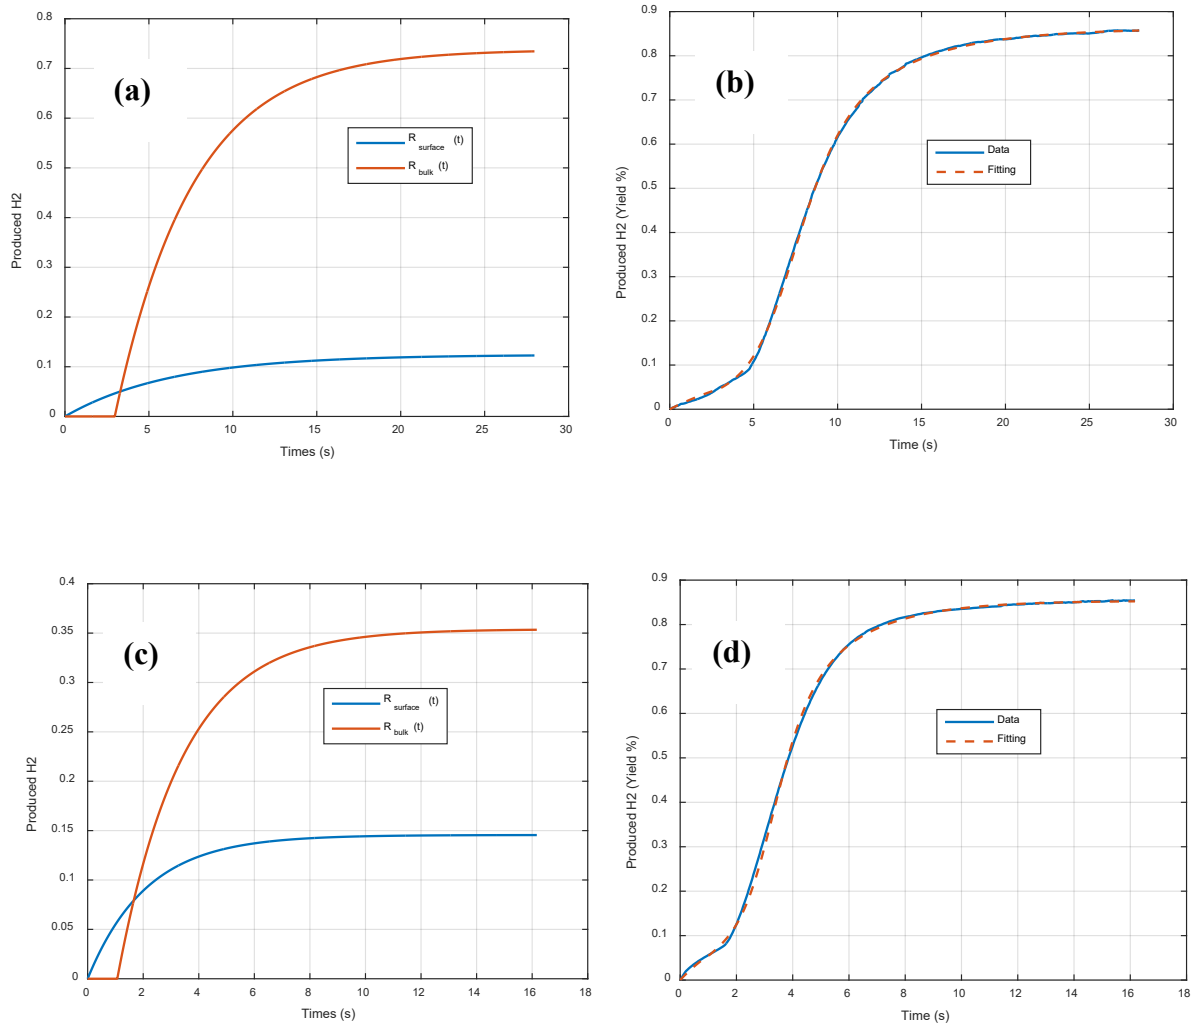 0.8
0.7
0.6
0.5
0.4
0.3
0.2
0.1
0
Produced H2
(a)
R surface (t)
R bulk (t)
0 5 10 15 20 25 30
Times (s)
0.9
0.8
0.7
0.6
0.5
0.4
0.3
0.2
0.1
0
Produced H2 (Yield %)
(b)
Data
Fitting
0 5 10 15 20 25 30
Time (s)
0.4
0.35
0.3
0.25
0.2
0.15
0.1
0.05
0
Produced H2
(c)
R surface (t)
R bulk (t)
0 2 4 6 8 10 12 14 16 18
Times (s)
0.9
0.8
0.7
0.6
0.5
0.4
0.3
0.2
0.1
0
Produced H2 (Yield %)
(d)
Data
Fitting
0 2 4 6 8 10 12 14 16 18
Time (s)